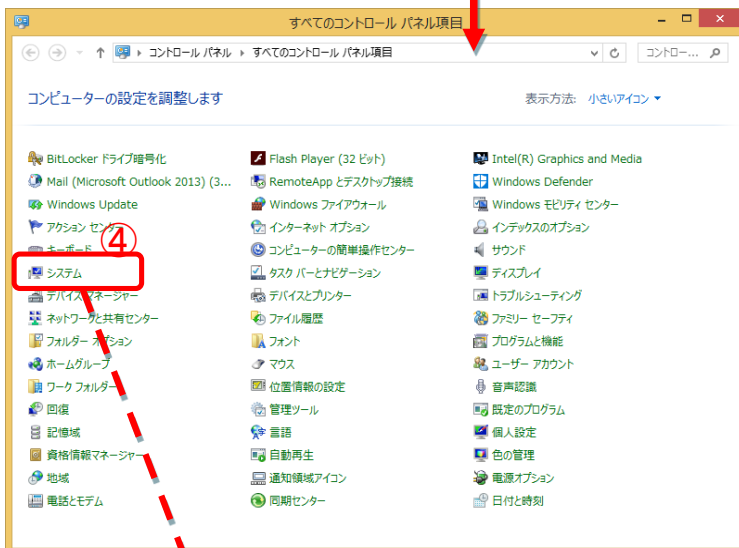 すべてのコントロール パネル項目
コントロール パネル すべてのコントロール パネル項目 コントロー...
コンピューターの設定を調整します 表示方法: 小さいアイコン
BitLocker ドライブ暗号化 Flash Player (32 ビット) Intel(R) Graphics and Media
Mail (Microsoft Outlook 2013) (3... RemoteApp とデスクトップ接続 Windows Defender
Windows Update Windows ファイアウォール Windows モビリティ センター
アクション センター インターネット オプション インデックスのオプション
④
キーボード コンピューターの簡単操作センター サウンド
システム タスク バーとナビゲーション ディスプレイ
デバイス マネージャー デバイスとプリンター トラブルシューティング
ネットワークと共有センター ファイル履歴 ファミリー セーフティ
フォルダー オプション フォント プログラムと機能
ホームグループ マウス ユーザー アカウント
ワーク フォルダー 位置情報の設定 音声認識
回復 管理ツール 既定のプログラム
記憶域 言語 個人設定
資格情報マネージャー 自動再生 色の管理
地域 通知領域アイコン 電源オプション
電話とモデム 同期センター 日付と時刻